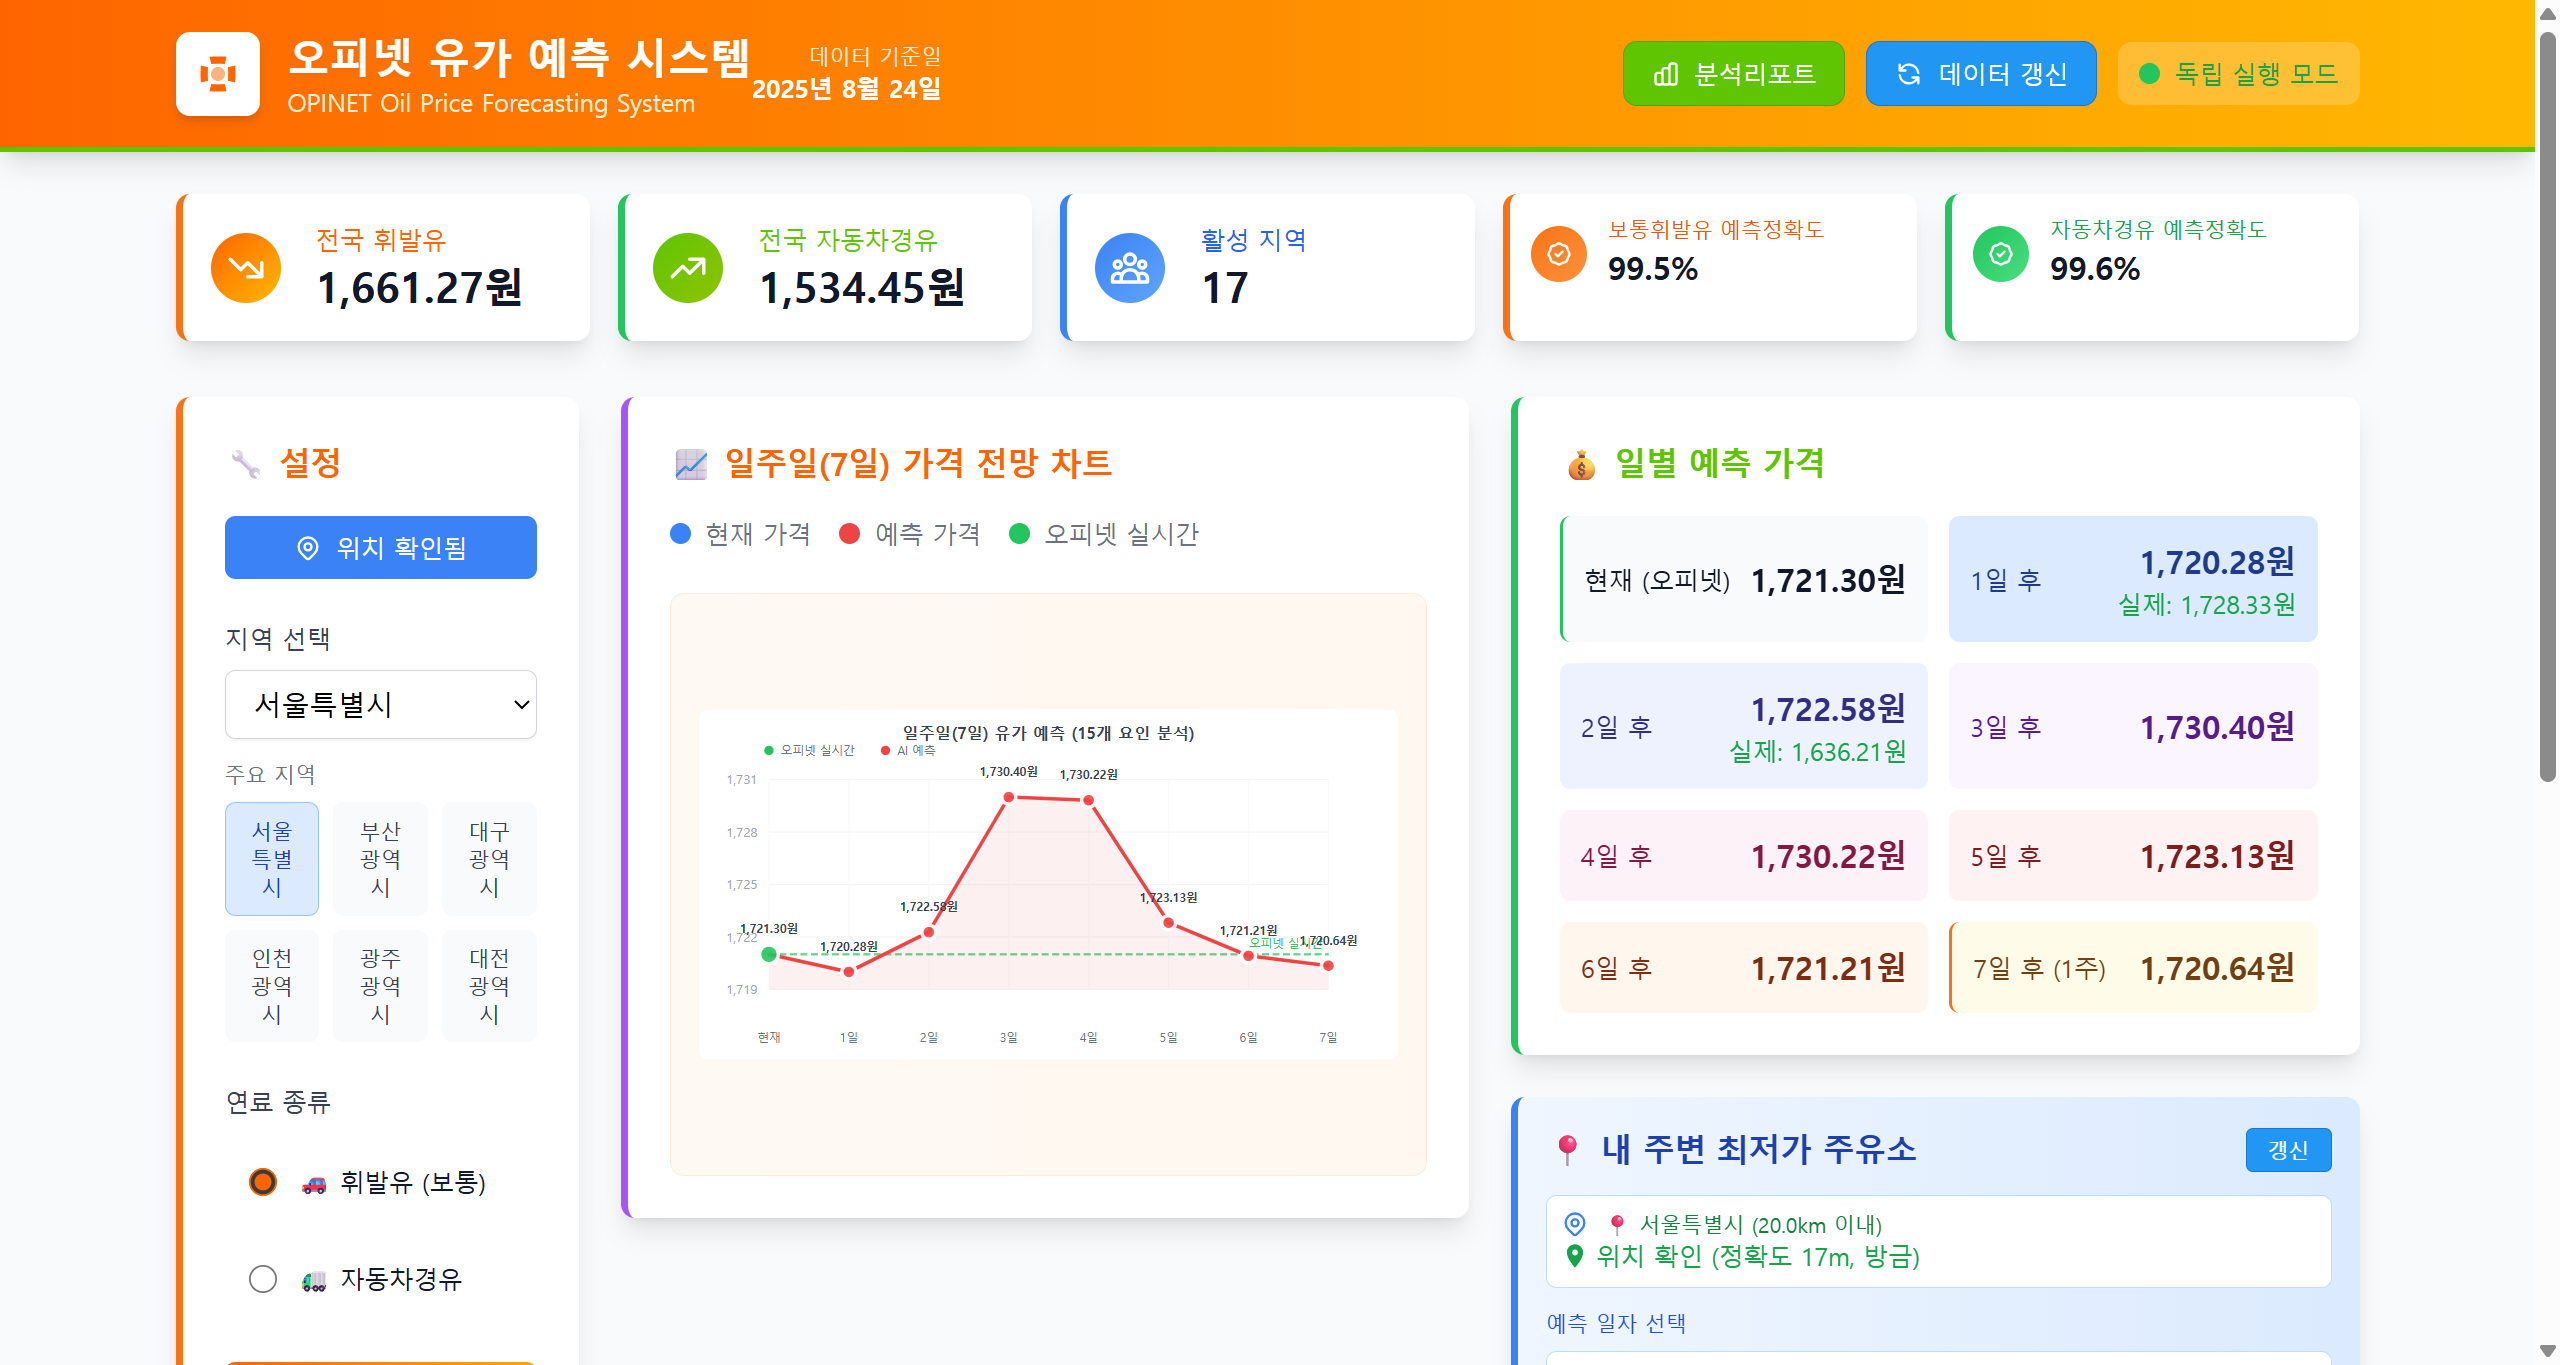 오피넷 유가 예측 시스템
OPINET Oil Price Forecasting System
데이터 기준일
2025년 8월 24일
분석리포트
데이터 갱신
독립 실행 모드
전국 휘발유
1,661.27원
전국 자동차경유
1,534.45원
활성 지역
17
보통휘발유 예측정확도
99.5%
자동차경유 예측정확도
99.6%
설정
위치 확인됨
지역 선택
서울특별시
주요 지역
서울
특별
시
부산
광역
시
대구
광역
시
인천
광역
시
광주
광역
시
대전
광역
시
연료 종류
휘발유 (보통)
자동차경유
일주일(7일) 가격 전망 차트
현재 가격
예측 가격
오피넷 실시간
일주일(7일) 유가 예측 (15개 요인 분석)
오피넷 실시간
AI 예측
1,731
1,728
1,725
1,722
1,719
1,721.30원
1,720.28원
1,722.58원
1,730.40원
1,730.22원
1,723.13원
1,721.21원
1,720.64원
오피넷 실시간
현재
1일
2일
3일
4일
5일
6일
7일
일별 예측 가격
현재 (오피넷)
1,721.30원
1일 후
1,720.28원
실제: 1,728.33원
2일 후
1,722.58원
실제: 1,636.21원
3일 후
1,730.40원
4일 후
1,730.22원
5일 후
1,723.13원
6일 후
1,721.21원
7일 후 (1주)
1,720.64원
내 주변 최저가 주유소
갱신
서울특별시 (20.0km 이내)
위치 확인 (정확도 17m, 방금)
예측 일자 선택